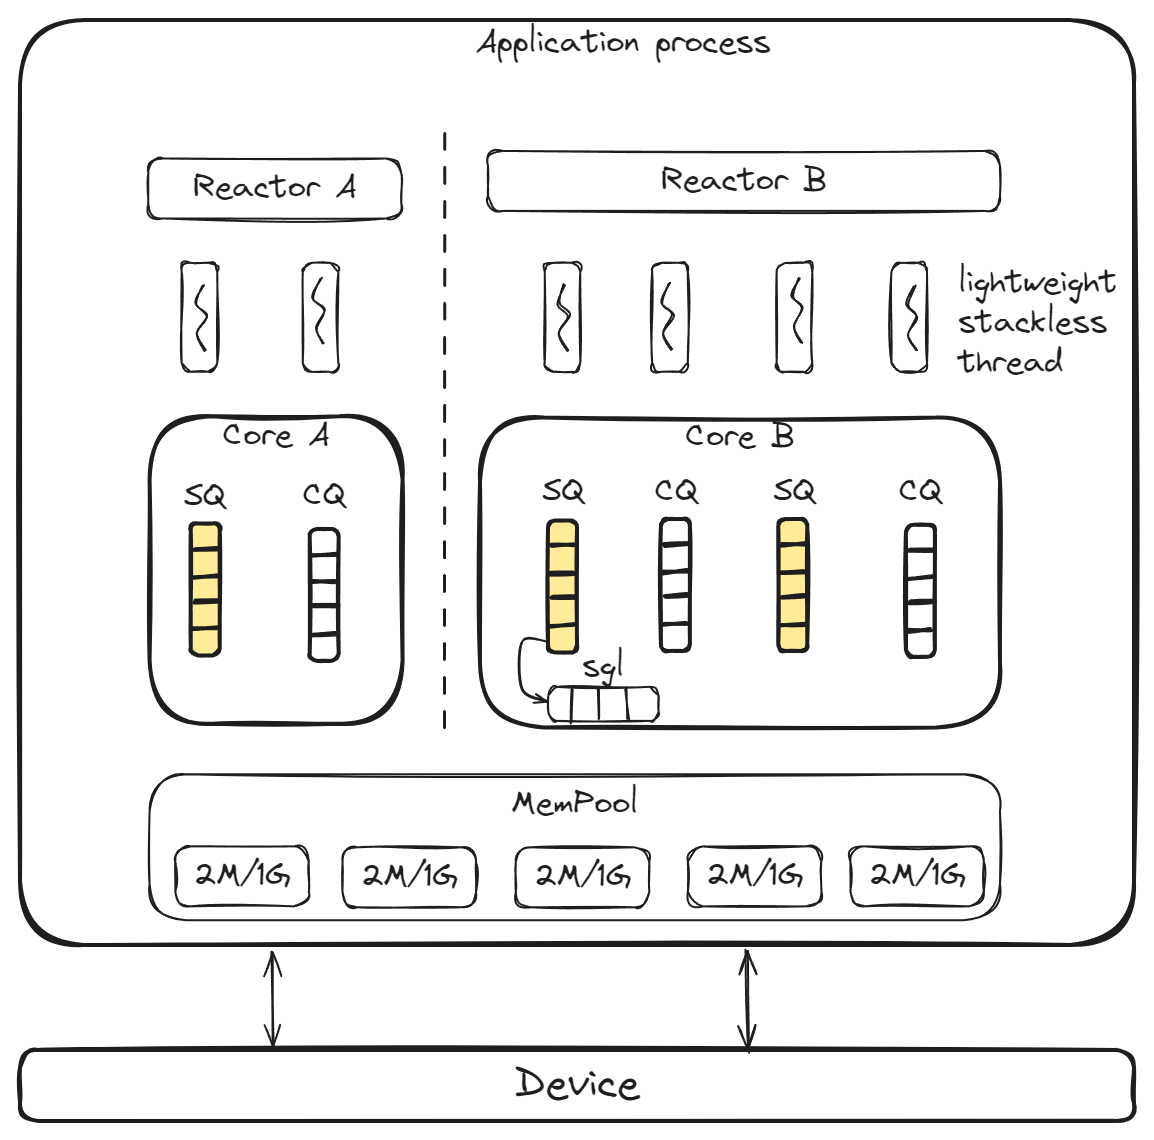 Application process
Reactor A
Reactor B
lightweight
stackless
thread
Core A
Core B
SQ
CQ
SQ
CQ
SQ
CQ
sgl
MemPool
2M/1G
2M/1G
2M/1G
2M/1G
2M/1G
Device